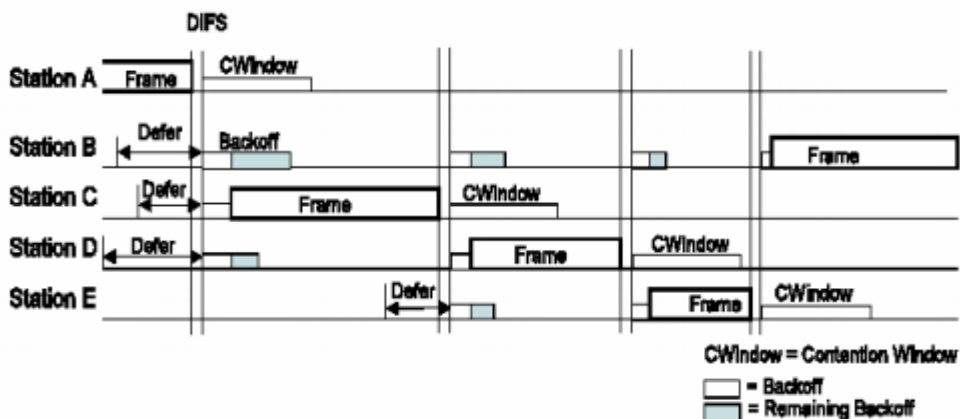 DIFS
Station A Frame CWindow
Station B Defer Backoff Frame
Station C Defer Frame CWindow
Station D Defer Frame CWindow
Station E Defer Frame CWindow
CWindow = Contention Window
= Backoff
= Remaining Backoff